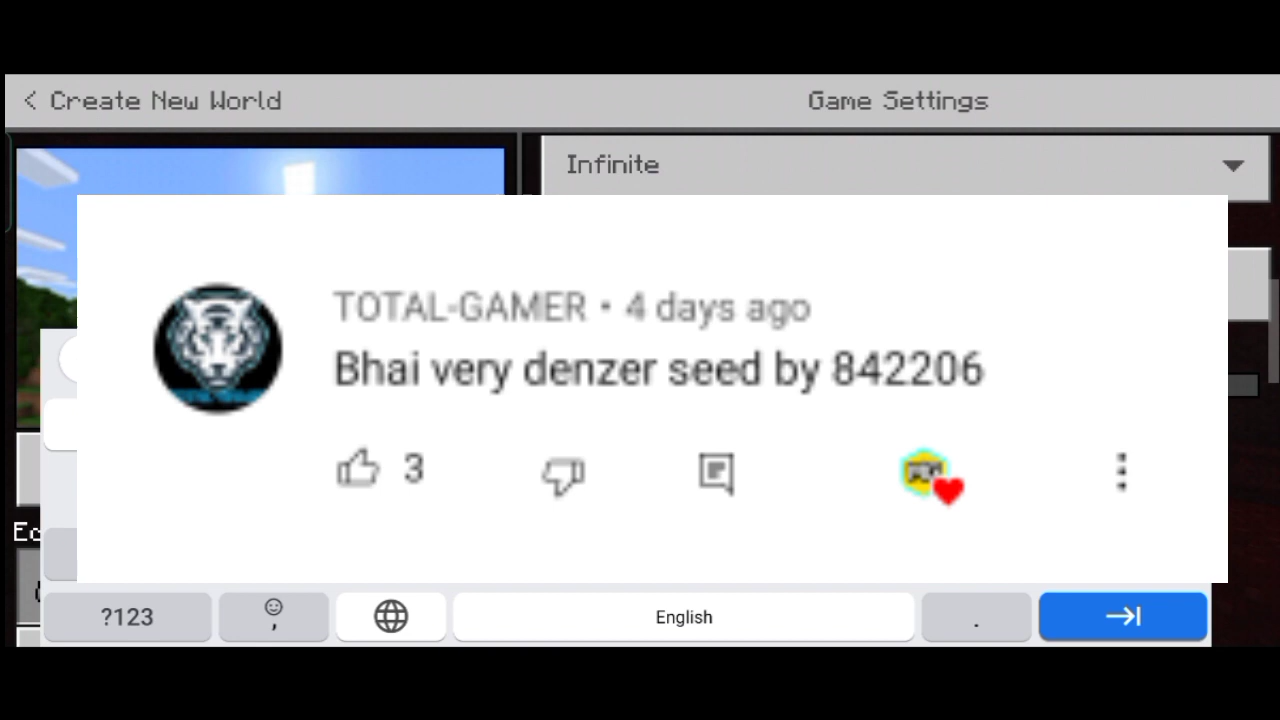 < Create New World
Game Settings
Infinite
TOTAL-GAMER • 4 days ago
Bhai very denzer seed by 842206
3
?123
,
English
.